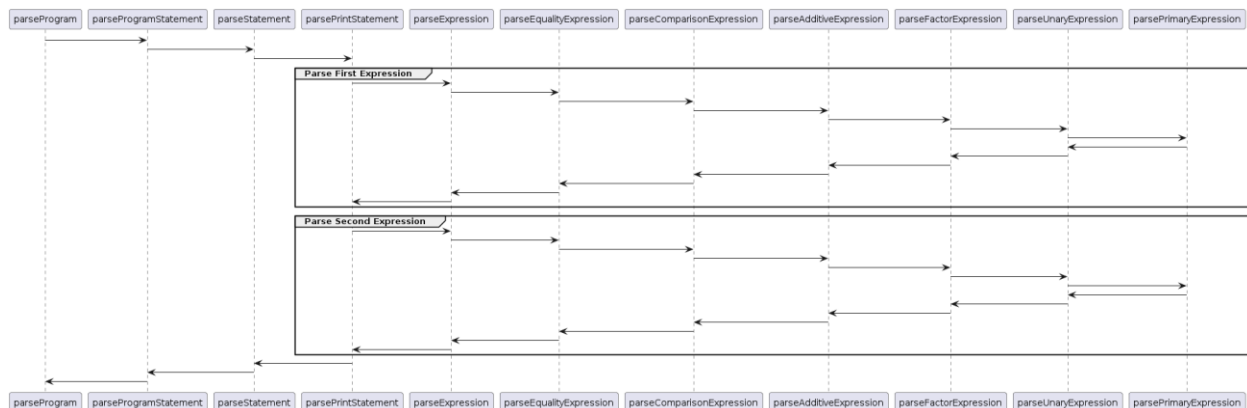 parseProgram parseProgramStatement parseStatement parsePrintStatement parseExpression parseEqualityExpression parseComparisonExpression parseAdditiveExpression parseFactorExpression parseUnaryExpression parsePrimaryExpression
Parse First Expression
Parse Second Expression
parseProgram parseProgramStatement parseStatement parsePrintStatement parseExpression parseEqualityExpression parseComparisonExpression parseAdditiveExpression parseFactorExpression parseUnaryExpression parsePrimaryExpression